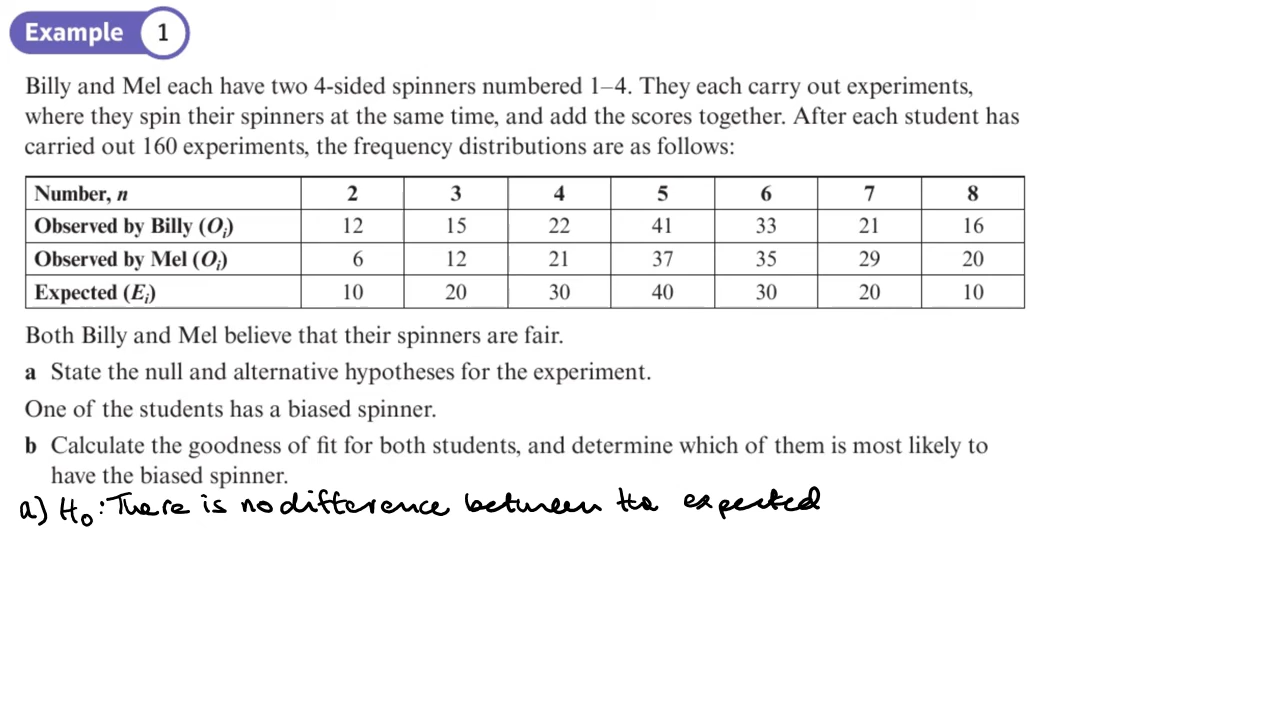 Example 1
Billy and Mel each have two 4-sided spinners numbered 1–4. They each carry out experiments,
where they spin their spinners at the same time, and add the scores together. After each student has
carried out 160 experiments, the frequency distributions are as follows:
Number, n 2 3 4 5 6 7 8
Observed by Billy (Oᵢ) 12 15 22 41 33 21 16
Observed by Mel (Oᵢ) 6 12 21 37 35 29 20
Expected (Eᵢ) 10 20 30 40 30 20 10
Both Billy and Mel believe that their spinners are fair.
a State the null and alternative hypotheses for the experiment.
One of the students has a biased spinner.
b Calculate the goodness of fit for both students, and determine which of them is most likely to
have the biased spinner.
a) H₀: There is no difference between the expected